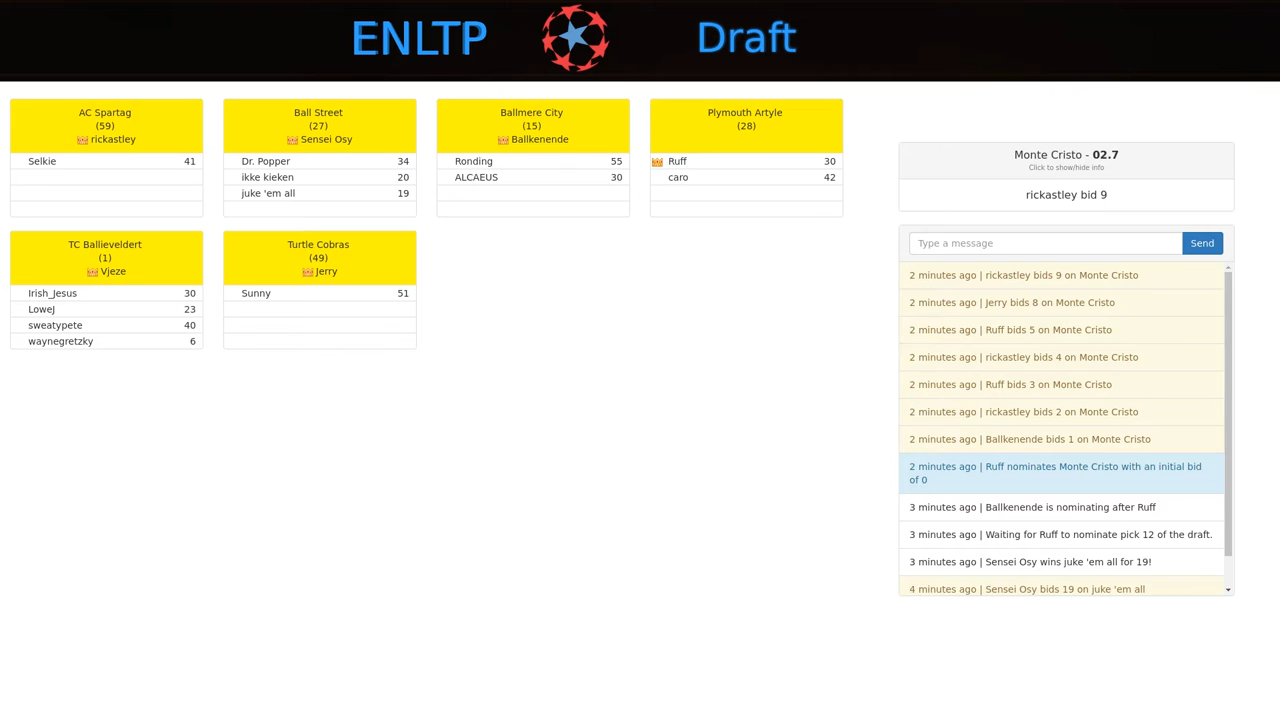 ENLTP Draft
AC Spartag
(59)
rickastley
Selkie 41
Ball Street
(27)
Sensei Osy
Dr. Popper 34
ikke kieken 20
juke 'em all 19
Ballmere City
(15)
Ballkenende
Ronding 55
ALCAEUS 30
Plymouth Artyle
(28)
Ruff 30
caro 42
TC Ballieveldert
(1)
Vjeze
Irish_Jesus 30
LoweJ 23
sweatypete 40
waynegretzky 6
Turtle Cobras
(49)
Jerry
Sunny 51
Monte Cristo - 02.7
Click to show/hide info
rickastley bid 9
Type a message Send
2 minutes ago | rickastley bids 9 on Monte Cristo
2 minutes ago | Jerry bids 8 on Monte Cristo
2 minutes ago | Ruff bids 5 on Monte Cristo
2 minutes ago | rickastley bids 4 on Monte Cristo
2 minutes ago | Ruff bids 3 on Monte Cristo
2 minutes ago | rickastley bids 2 on Monte Cristo
2 minutes ago | Ballkenende bids 1 on Monte Cristo
2 minutes ago | Ruff nominates Monte Cristo with an initial bid
of 0
3 minutes ago | Ballkenende is nominating after Ruff
3 minutes ago | Waiting for Ruff to nominate pick 12 of the draft.
3 minutes ago | Sensei Osy wins juke 'em all for 19!
4 minutes ago | Sensei Osy bids 19 on juke 'em all